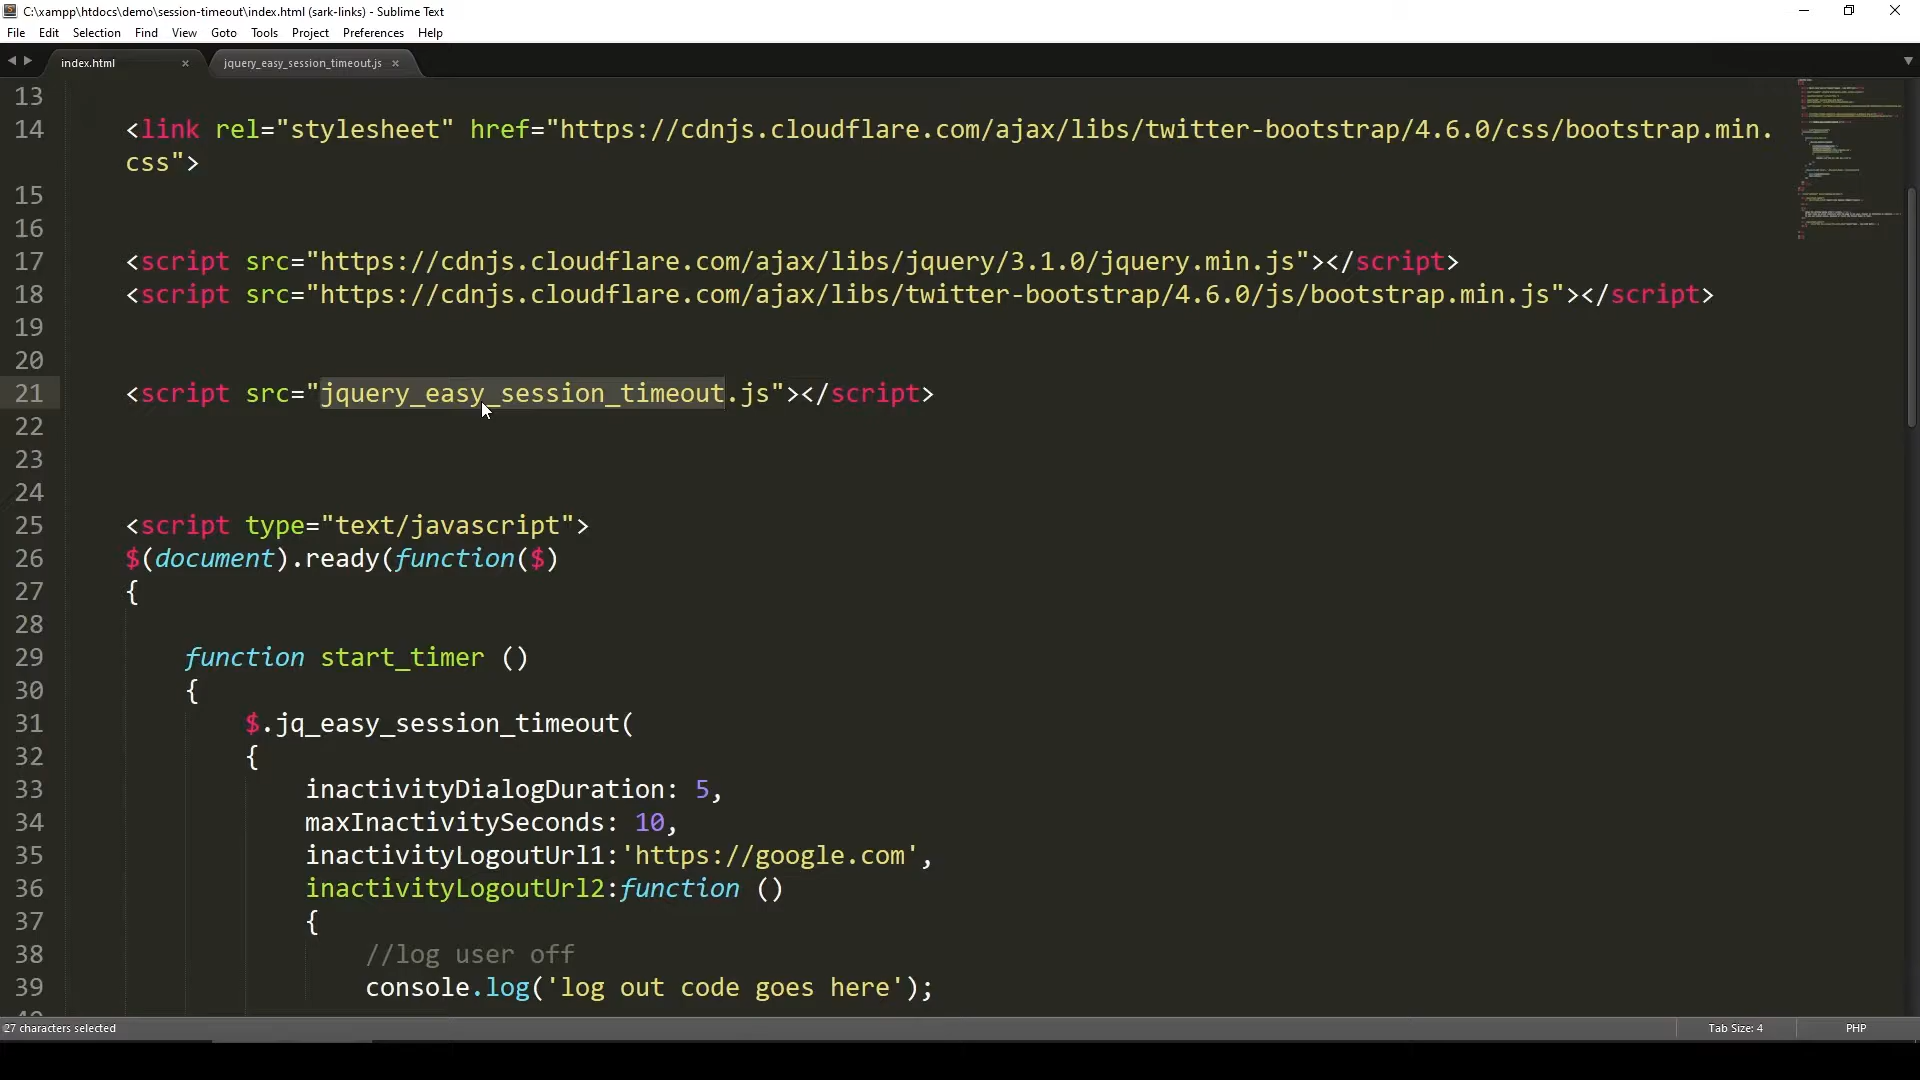 C:\xampp\htdocs\demo\session-timeout\index.html (sark-links) - Sublime Text
File Edit Selection Find View Goto Tools Project Preferences Help
index.html × jquery_easy_session_timeout.js ×
13
14 <link rel="stylesheet" href="https://cdnjs.cloudflare.com/ajax/libs/twitter-bootstrap/4.6.0/css/bootstrap.min.
css">
15
16
17 <script src="https://cdnjs.cloudflare.com/ajax/libs/jquery/3.1.0/jquery.min.js"></script>
18 <script src="https://cdnjs.cloudflare.com/ajax/libs/twitter-bootstrap/4.6.0/js/bootstrap.min.js"></script>
19
20
21 <script src="jquery_easy_session_timeout.js"></script>
22
23
24
25 <script type="text/javascript">
26 $(document).ready(function($)
27 {
28
29 function start_timer ()
30 {
31 $.jq_easy_session_timeout(
32 {
33 inactivityDialogDuration: 5,
34 maxInactivitySeconds: 10,
35 inactivityLogoutUrl1:'https://google.com',
36 inactivityLogoutUrl2:function ()
37 {
38 //log user off
39 console.log('log out code goes here');
27 characters selected Tab Size: 4 PHP